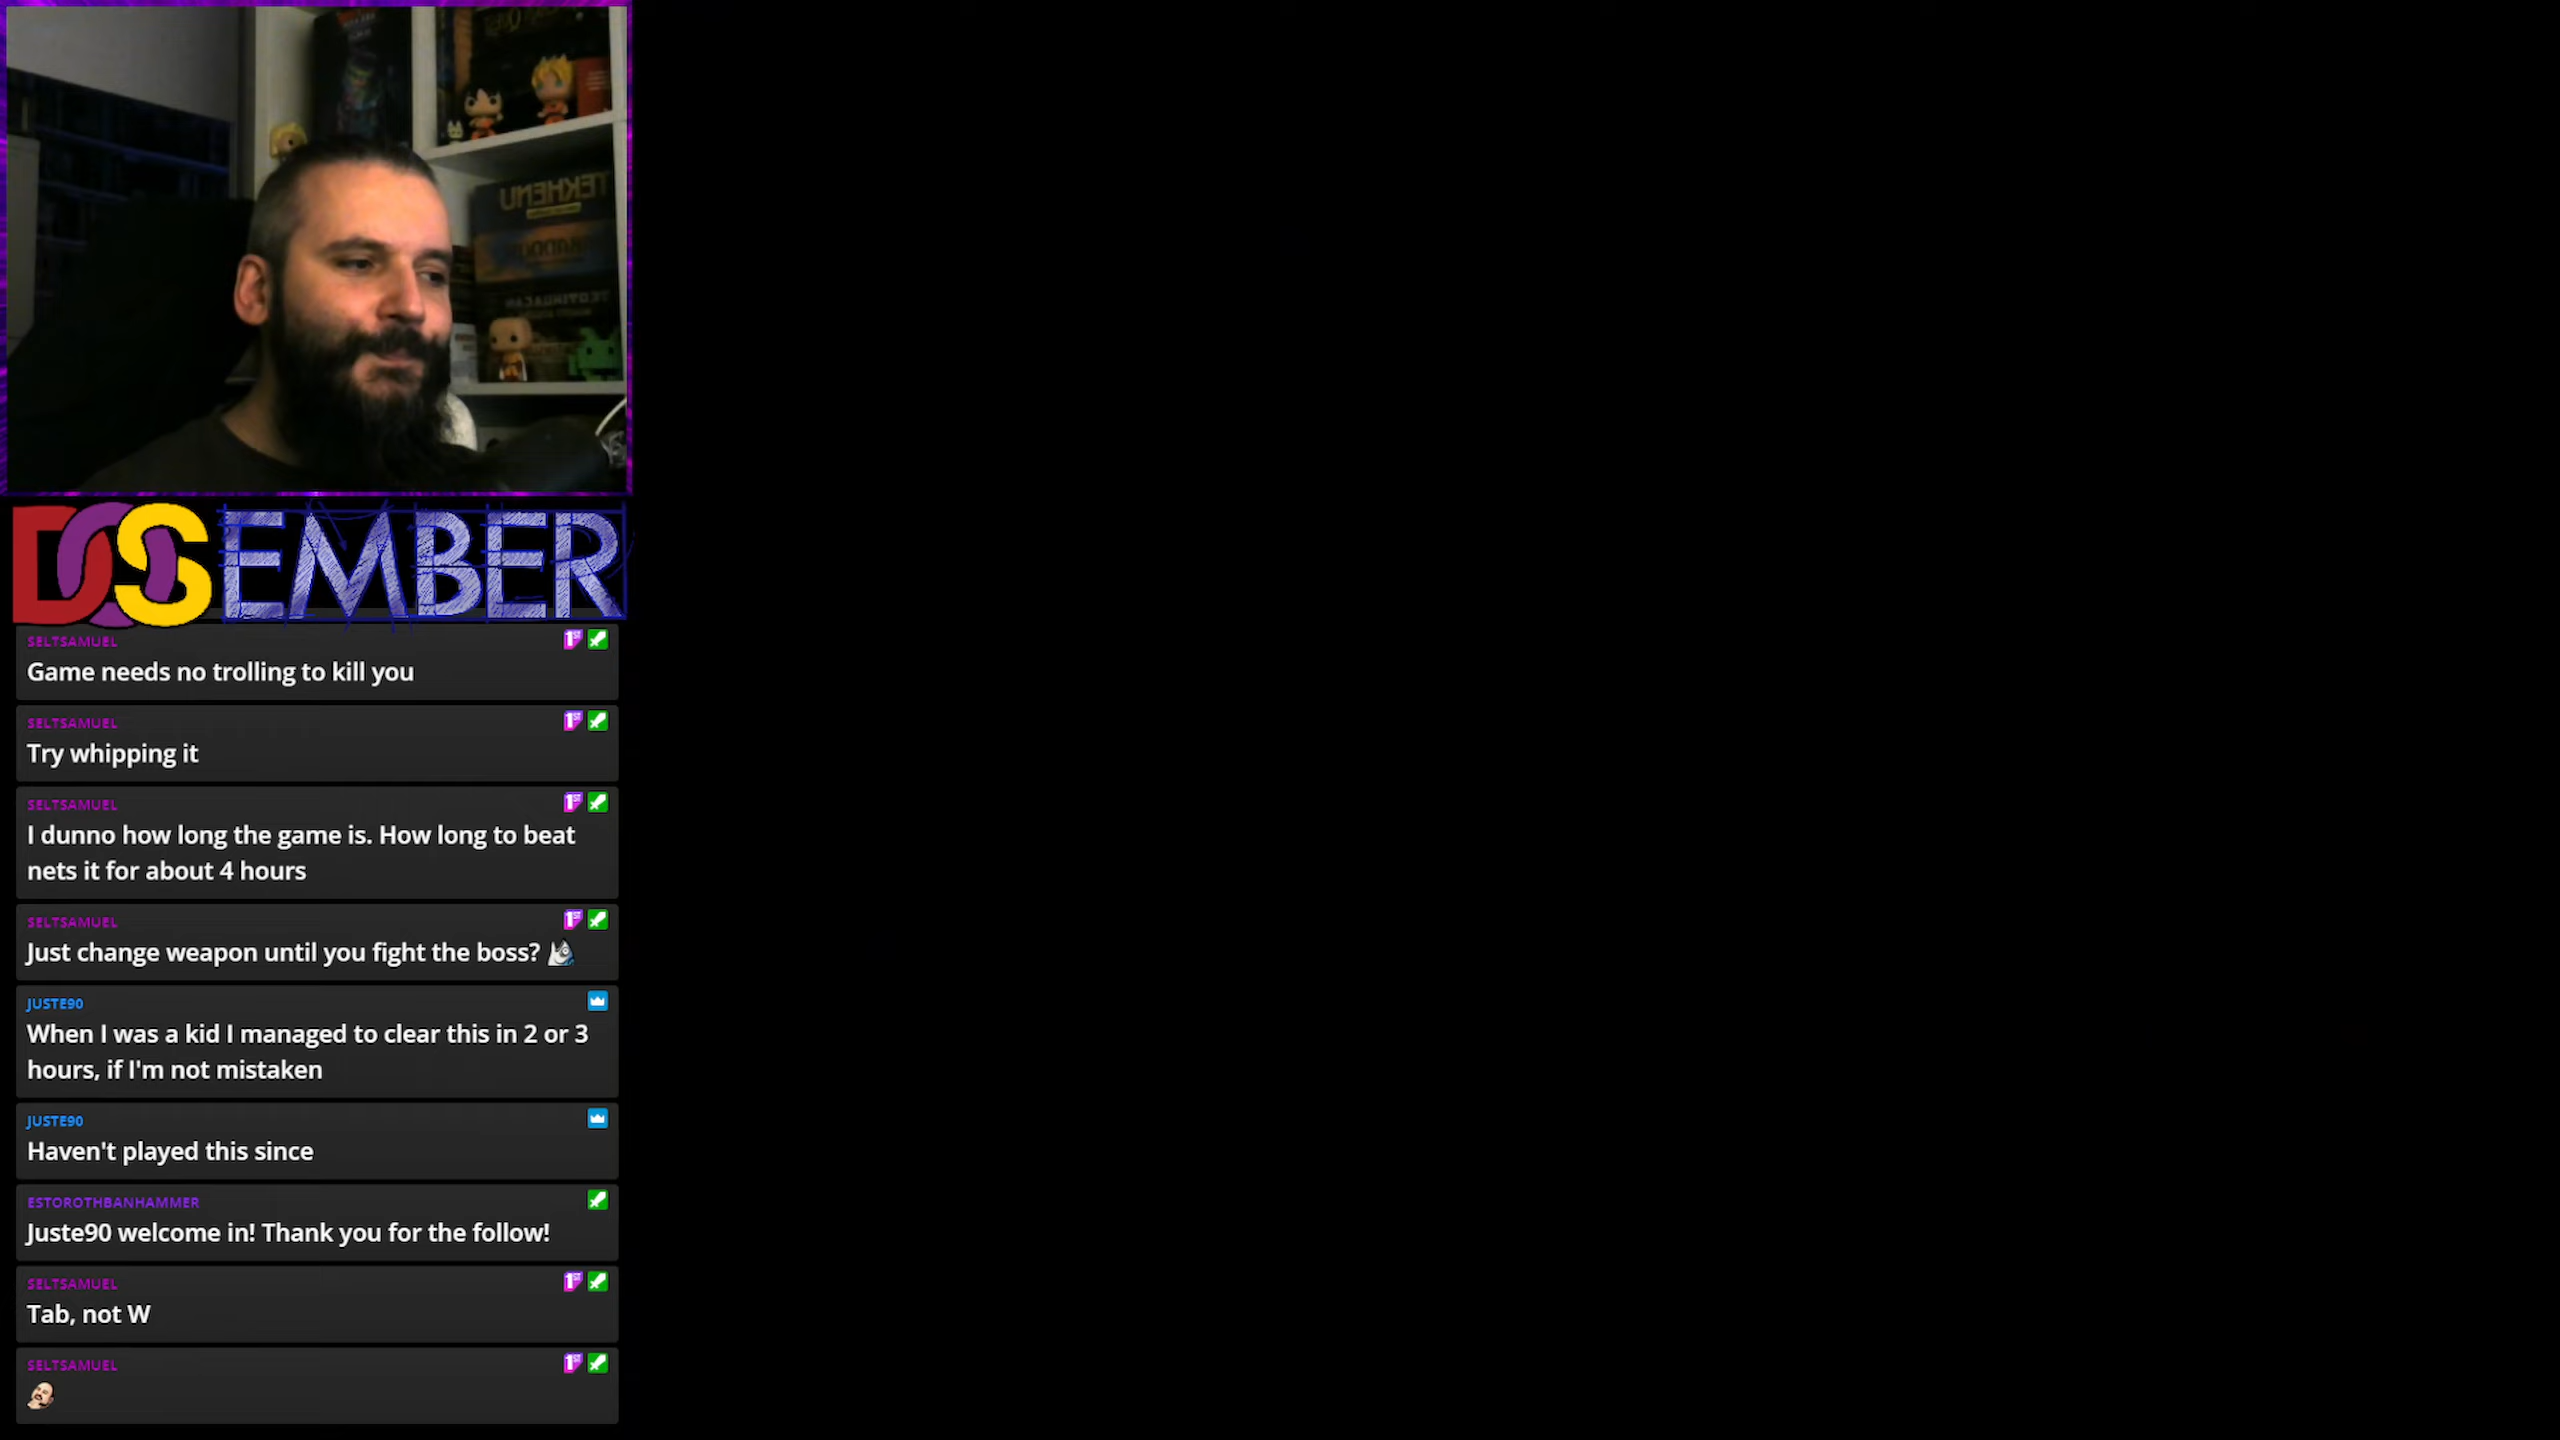 TEKHENU
TEOTIHUACAN
DOSEMBER
SELTSAMUEL
Game needs no trolling to kill you
SELTSAMUEL
Try whipping it
SELTSAMUEL
I dunno how long the game is. How long to beat
nets it for about 4 hours
SELTSAMUEL
Just change weapon until you fight the boss?
JUSTE90
When I was a kid I managed to clear this in 2 or 3
hours, if I'm not mistaken
JUSTE90
Haven't played this since
ESTOROTHBANHAMMER
Juste90 welcome in! Thank you for the follow!
SELTSAMUEL
Tab, not W
SELTSAMUEL